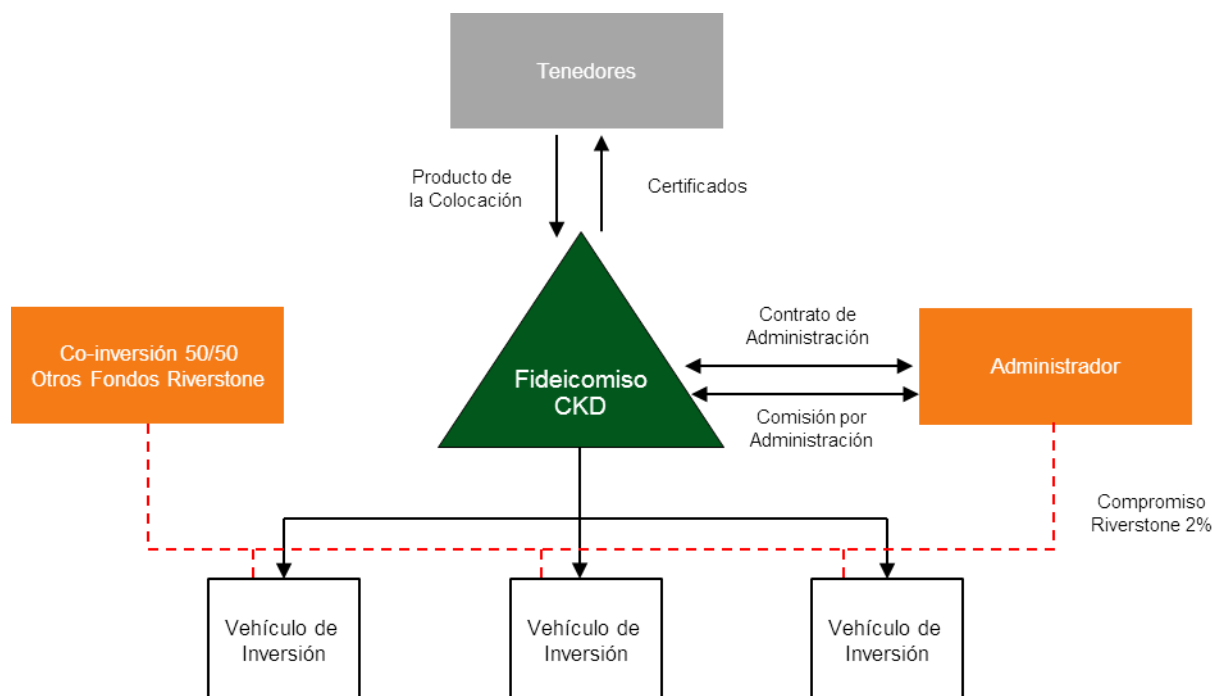 Tenedores
Producto de
la Colocación
Certificados
Co-inversión 50/50
Otros Fondos Riverstone
Fideicomiso
CKD
Contrato de
Administración
Comisión por
Administración
Administrador
Compromiso
Riverstone 2%
Vehículo de
Inversión
Vehículo de
Inversión
Vehículo de
Inversión